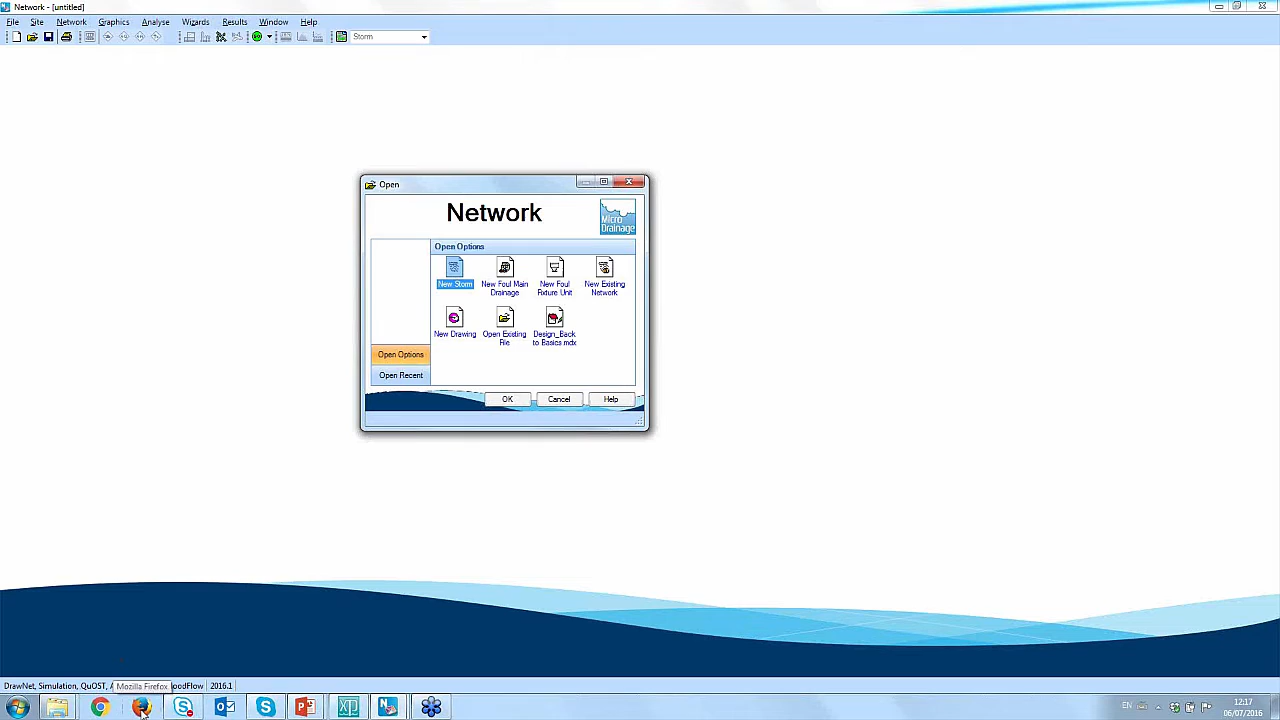 Network - [untitled]
File Site Network Graphics Analyse Wizards Results Window Help
Storm
Open
Network
Micro
Drainage
Open Options
New Storm
New Foul Main
Drainage
New Foul
Fixture Unit
New Existing
Network
New Drawing
Open Existing
File
Design_Back
to Basics.mdx
Open Options
Open Recent
OK Cancel Help
DrawNet, Simulation, QuOST, oodFlow 2016.1
Mozilla Firefox
EN
12:17
06/07/2016